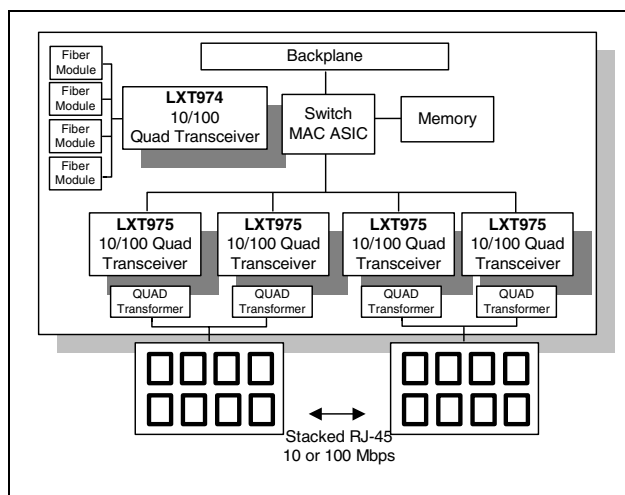 Backplane
Fiber
Module
Fiber
Module
Fiber
Module
Fiber
Module
LXT974
10/100
Quad Transceiver
Switch
MAC ASIC
Memory
LXT975
10/100 Quad
Transceiver
LXT975
10/100 Quad
Transceiver
LXT975
10/100 Quad
Transceiver
LXT975
10/100 Quad
Transceiver
QUAD
Transformer
QUAD
Transformer
QUAD
Transformer
QUAD
Transformer
Stacked RJ-45
10 or 100 Mbps